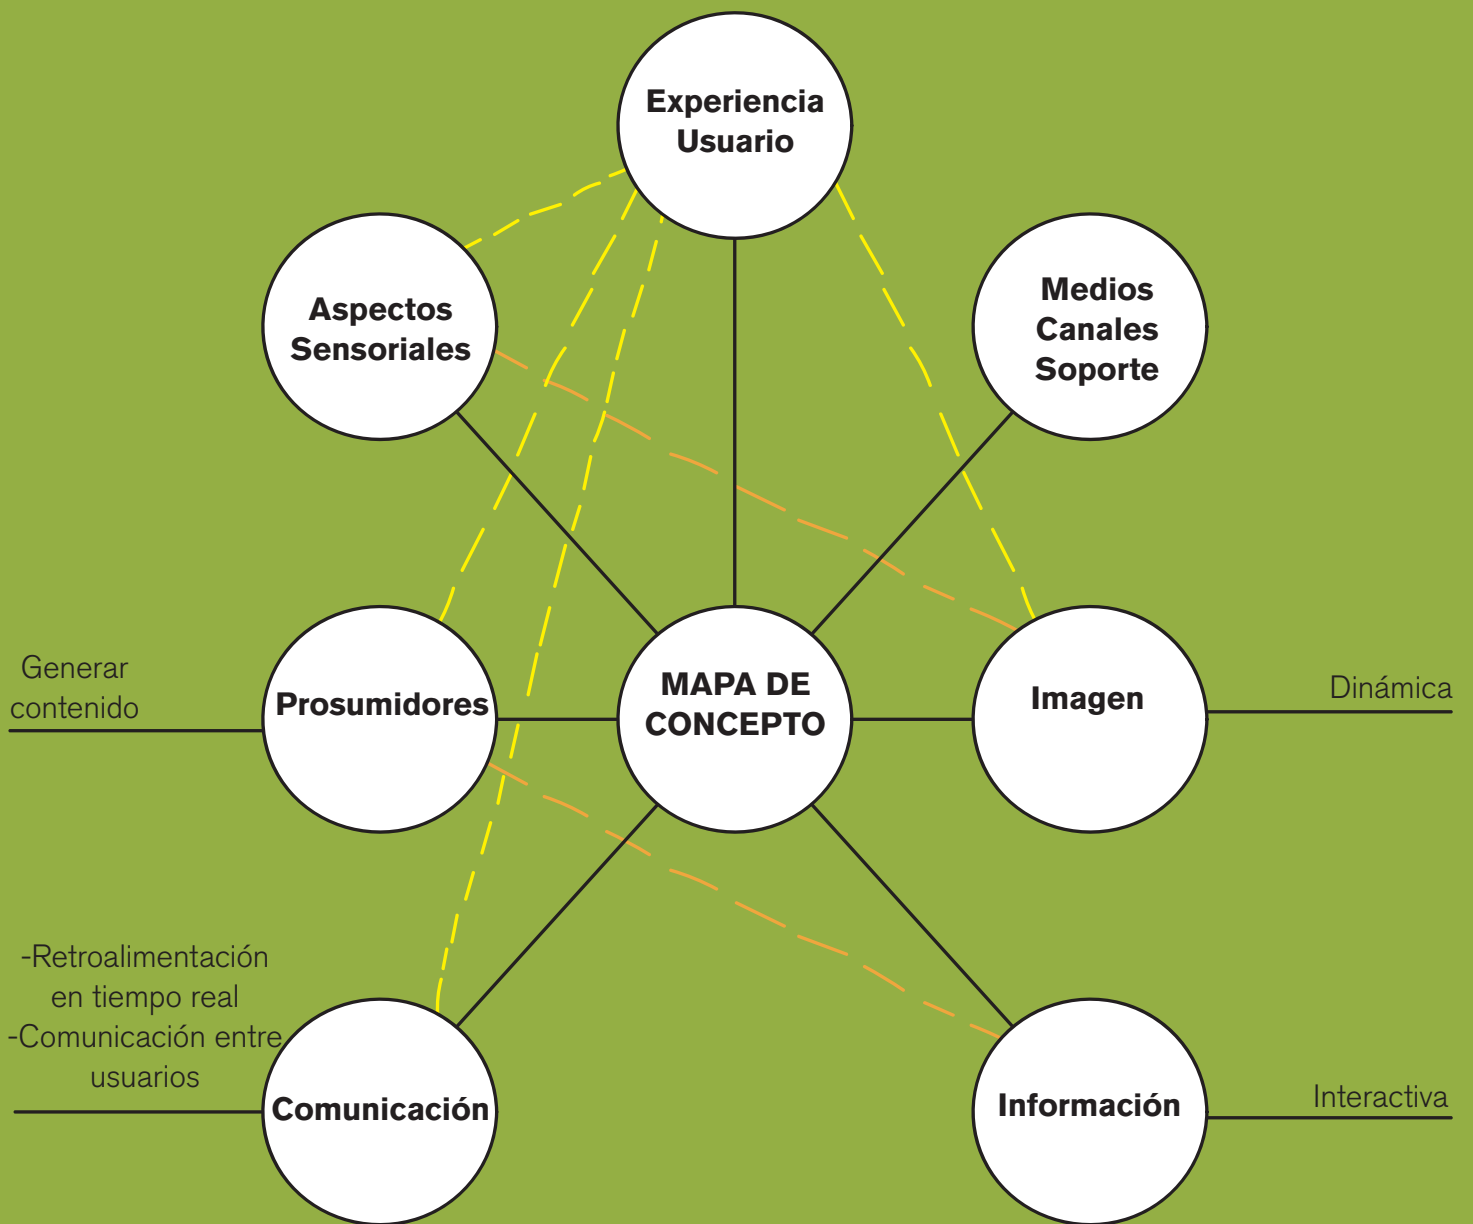 Experiencia
Usuario
Aspectos
Sensoriales
Medios
Canales
Soporte
Generar
contenido
Prosumidores
MAPA DE
CONCEPTO
Imagen
Dinámica
-Retroalimentación
en tiempo real
-Comunicación entre
usuarios
Comunicación
Información
Interactiva